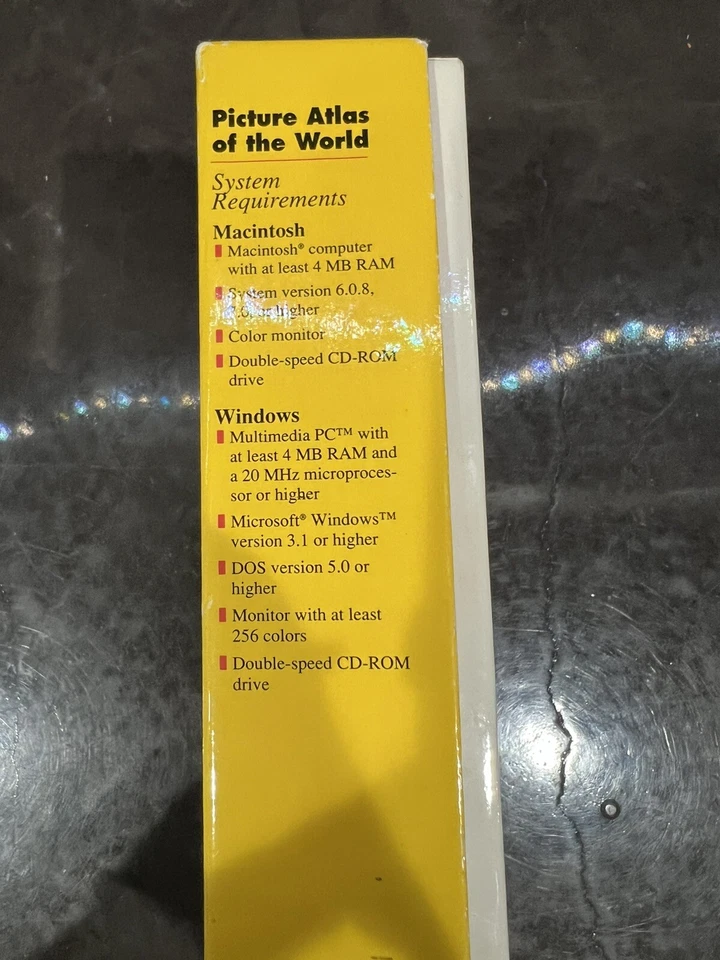 Picture Atlas
of the World
System
Requirements
Macintosh
Macintosh® computer
with at least 4 MB RAM
System version 6.0.8,
or higher
Color monitor
Double-speed CD-ROM
drive
Windows
Multimedia PC™ with
at least 4 MB RAM and
a 20 MHz microproces-
sor or higher
Microsoft® Windows™
version 3.1 or higher
DOS version 5.0 or
higher
Monitor with at least
256 colors
Double-speed CD-ROM
drive